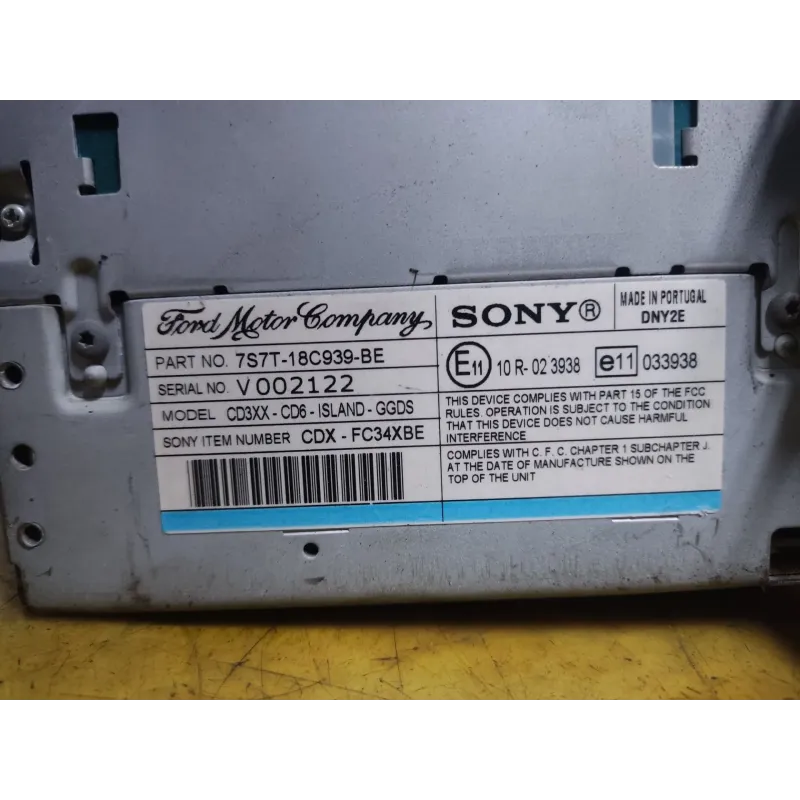 Ford Motor Company
PART NO. 7S7T-18C939-BE
SERIAL NO. V002122
MODEL CD3XX - CD6 - ISLAND - GGDS
SONY ITEM NUMBER CDX - FC34XBE
SONY®
MADE IN PORTUGAL
DNY2E
E11 10 R- 02 3938 e11 033938
THIS DEVICE COMPLIES WITH PART 15 OF THE FCC
RULES. OPERATION IS SUBJECT TO THE CONDITION
THAT THIS DEVICE DOES NOT CAUSE HARMFUL
INTERFERENCE
COMPLIES WITH C. F. C. CHAPTER 1 SUBCHAPTER J.
AT THE DATE OF MANUFACTURE SHOWN ON THE
TOP OF THE UNIT